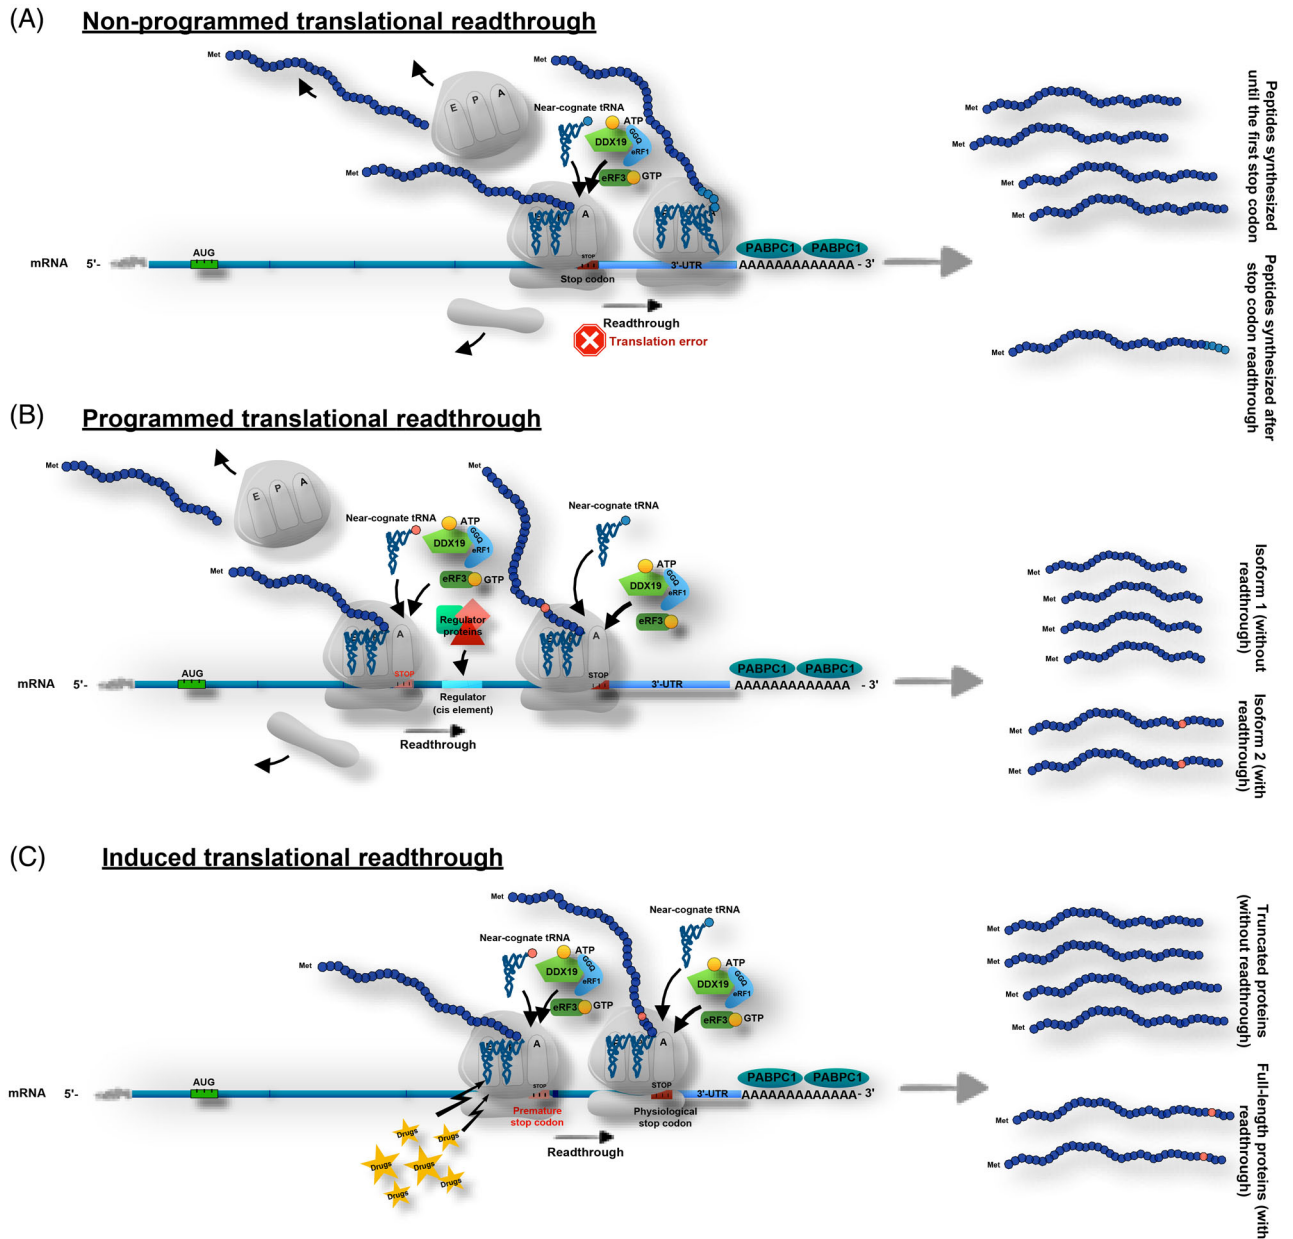 (A) Non-programmed translational readthrough
Met
Met
Near-cognate tRNA
ATP
DDX19
GGQ
eRF1
eRF3
GTP
E P A
Met
E P A
E P A
mRNA 5'-
AUG
STOP
Stop codon
3'-UTR
PABPC1 PABPC1
AAAAAAAAAAAAA - 3'
Readthrough
Translation error
Met
Met
Met
Met
Peptides synthesized
until the first stop codon
Met
Peptides synthesized after
stop codon readthrough
(B) Programmed translational readthrough
Met
E P A
Met
Near-cognate tRNA
ATP
DDX19
GGQ
eRF1
eRF3
GTP
Near-cognate tRNA
ATP
DDX19
GGQ
eRF1
eRF3
Met
Regulator
proteins
E P A
E P A
mRNA 5'-
AUG
STOP
Regulator
(cis element)
STOP
3'-UTR
PABPC1 PABPC1
AAAAAAAAAAAAA - 3'
Readthrough
Met
Met
Met
Met
Isoform 1 (without
readthrough)
Met
Met
Isoform 2 (with
readthrough)
(C) Induced translational readthrough
Met
Near-cognate tRNA
Near-cognate tRNA
ATP
DDX19
GGQ
eRF1
eRF3
GTP
ATP
DDX19
GGQ
eRF1
eRF3
GTP
Met
E P A
E P A
mRNA 5'-
AUG
STOP
Premature
stop codon
STOP
Physiological
stop codon
3'-UTR
PABPC1 PABPC1
AAAAAAAAAAAAA- 3'
Readthrough
Drugs
Drugs
Drugs
Drugs
Drugs
Drugs
Met
Met
Met
Met
Truncated proteins
(without readthrough)
Met
Met
Full-length proteins (with
readthrough)